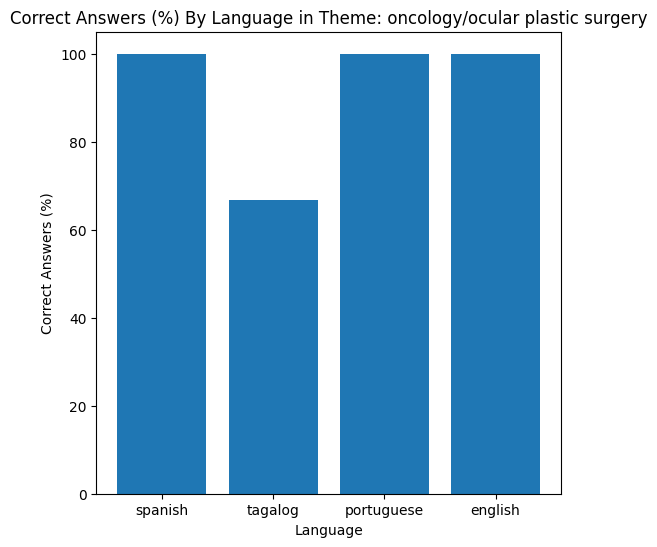 Correct Answers (%) By Language in Theme: oncology/ocular plastic surgery
100
80
60
40
20
0
Correct Answers (%)
spanish tagalog portuguese english
Language